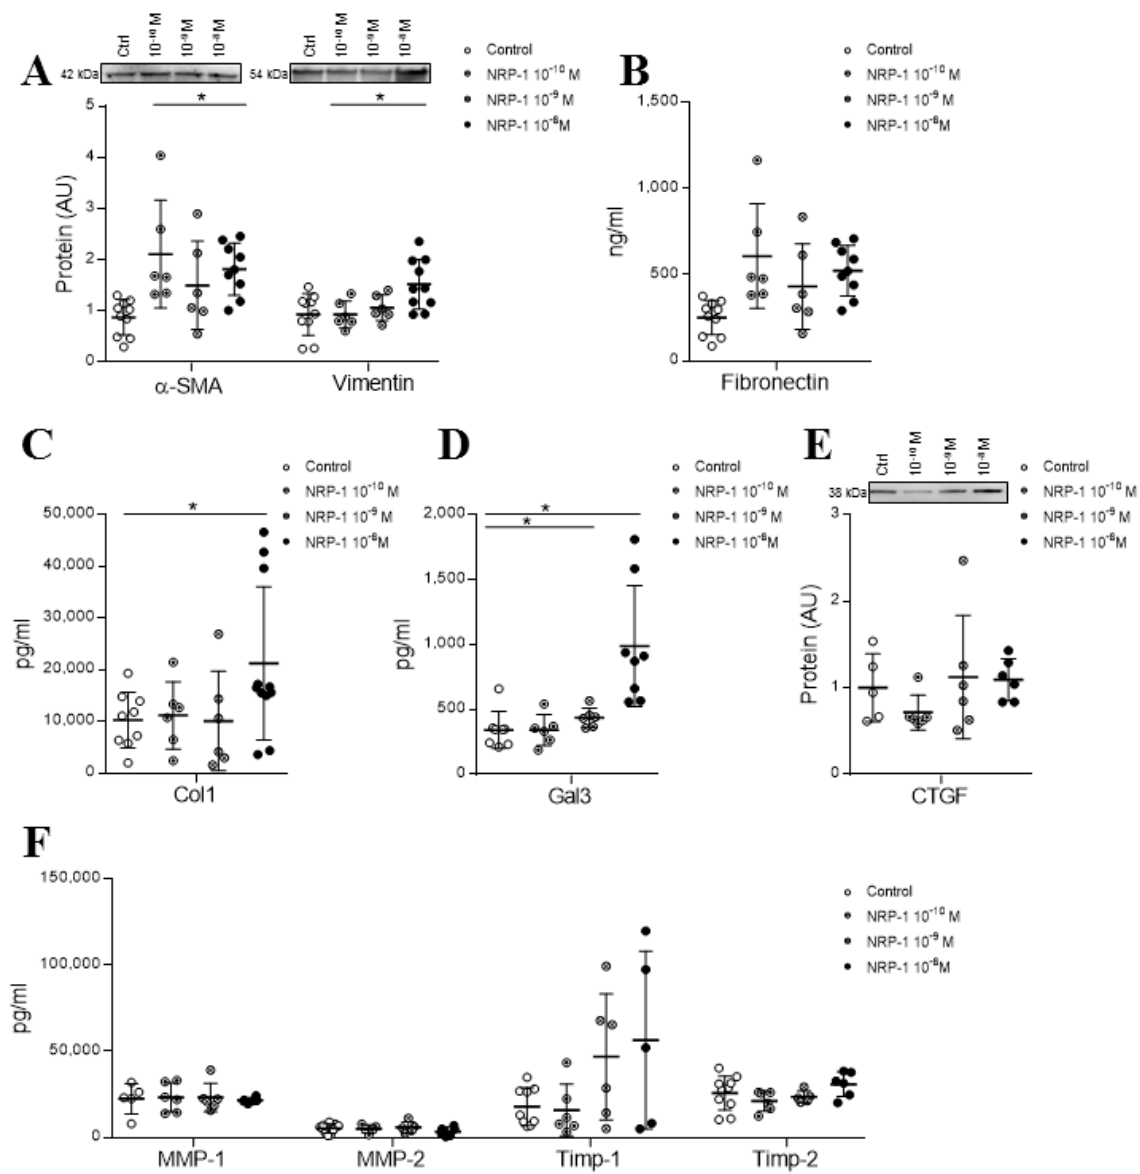 A
Ctrl
10⁻¹⁰ M
10⁻⁹ M
10⁻⁸ M
42 kDa
Ctrl
10⁻¹⁰ M
10⁻⁹ M
10⁻⁸ M
54 kDa
Control
NRP-1 10⁻¹⁰ M
NRP-1 10⁻⁹ M
NRP-1 10⁻⁸M
*
*
Protein (AU)
5
4
3
2
1
0
α-SMA
Vimentin
B
Control
NRP-1 10⁻¹⁰ M
NRP-1 10⁻⁹ M
NRP-1 10⁻⁸M
ng/ml
1,500
1,000
500
0
Fibronectin
C
Control
NRP-1 10⁻¹⁰ M
NRP-1 10⁻⁹ M
NRP-1 10⁻⁸M
*
pg/ml
50,000
40,000
30,000
20,000
10,000
0
Col1
D
Control
NRP-1 10⁻¹⁰ M
NRP-1 10⁻⁹ M
NRP-1 10⁻⁸M
*
*
pg/ml
2,000
1,500
1,000
500
0
Gal3
E
Ctrl
10⁻¹⁰ M
10⁻⁹ M
10⁻⁸ M
38 kDa
Control
NRP-1 10⁻¹⁰ M
NRP-1 10⁻⁹ M
NRP-1 10⁻⁸M
Protein (AU)
3
2
1
0
CTGF
F
Control
NRP-1 10⁻¹⁰ M
NRP-1 10⁻⁹ M
NRP-1 10⁻⁸M
pg/ml
150,000
100,000
50,000
0
MMP-1
MMP-2
Timp-1
Timp-2